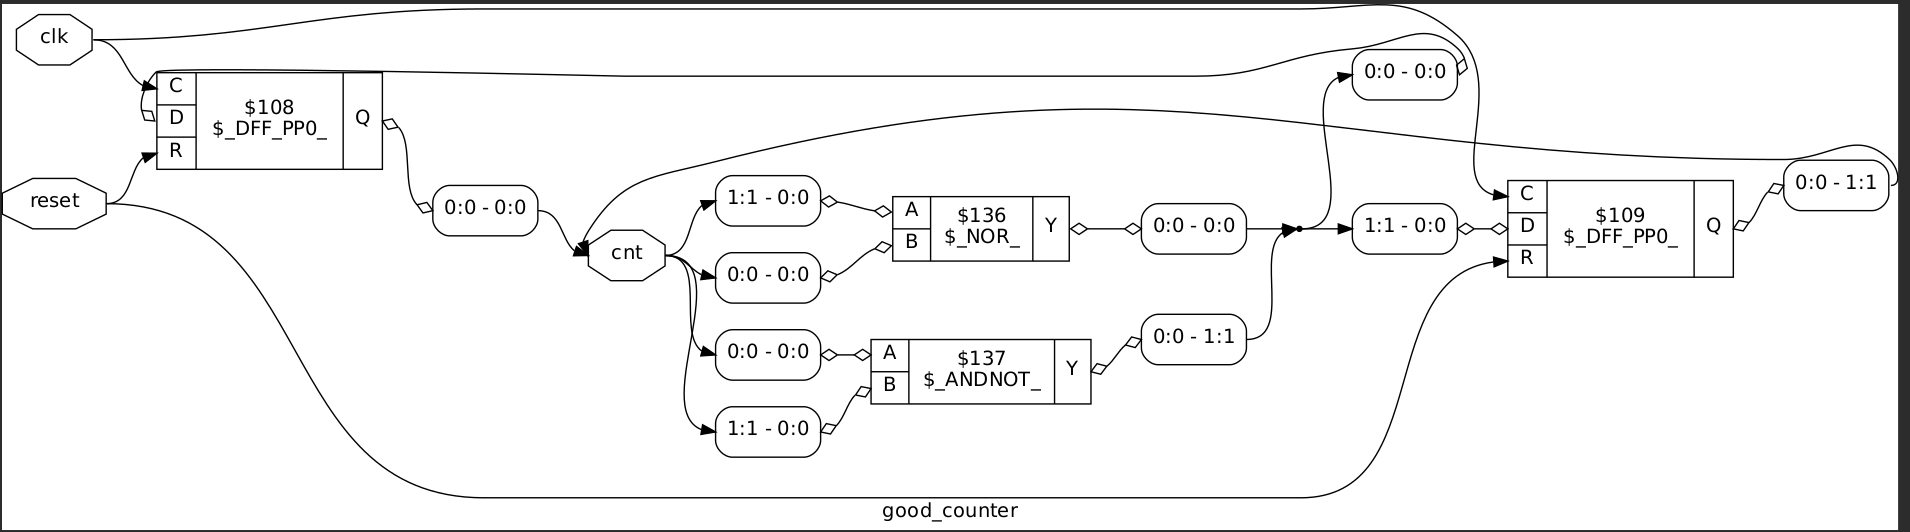 clk
reset
C
D
R
$108
$_DFF_PP0_
Q
0:0 - 0:0
cnt
1:1 - 0:0
0:0 - 0:0
0:0 - 0:0
1:1 - 0:0
A
B
$136
$_NOR_
Y
A
B
$137
$_ANDNOT_
Y
0:0 - 0:0
0:0 - 1:1
0:0 - 0:0
1:1 - 0:0
C
D
R
$109
$_DFF_PP0_
Q
0:0 - 1:1
good_counter